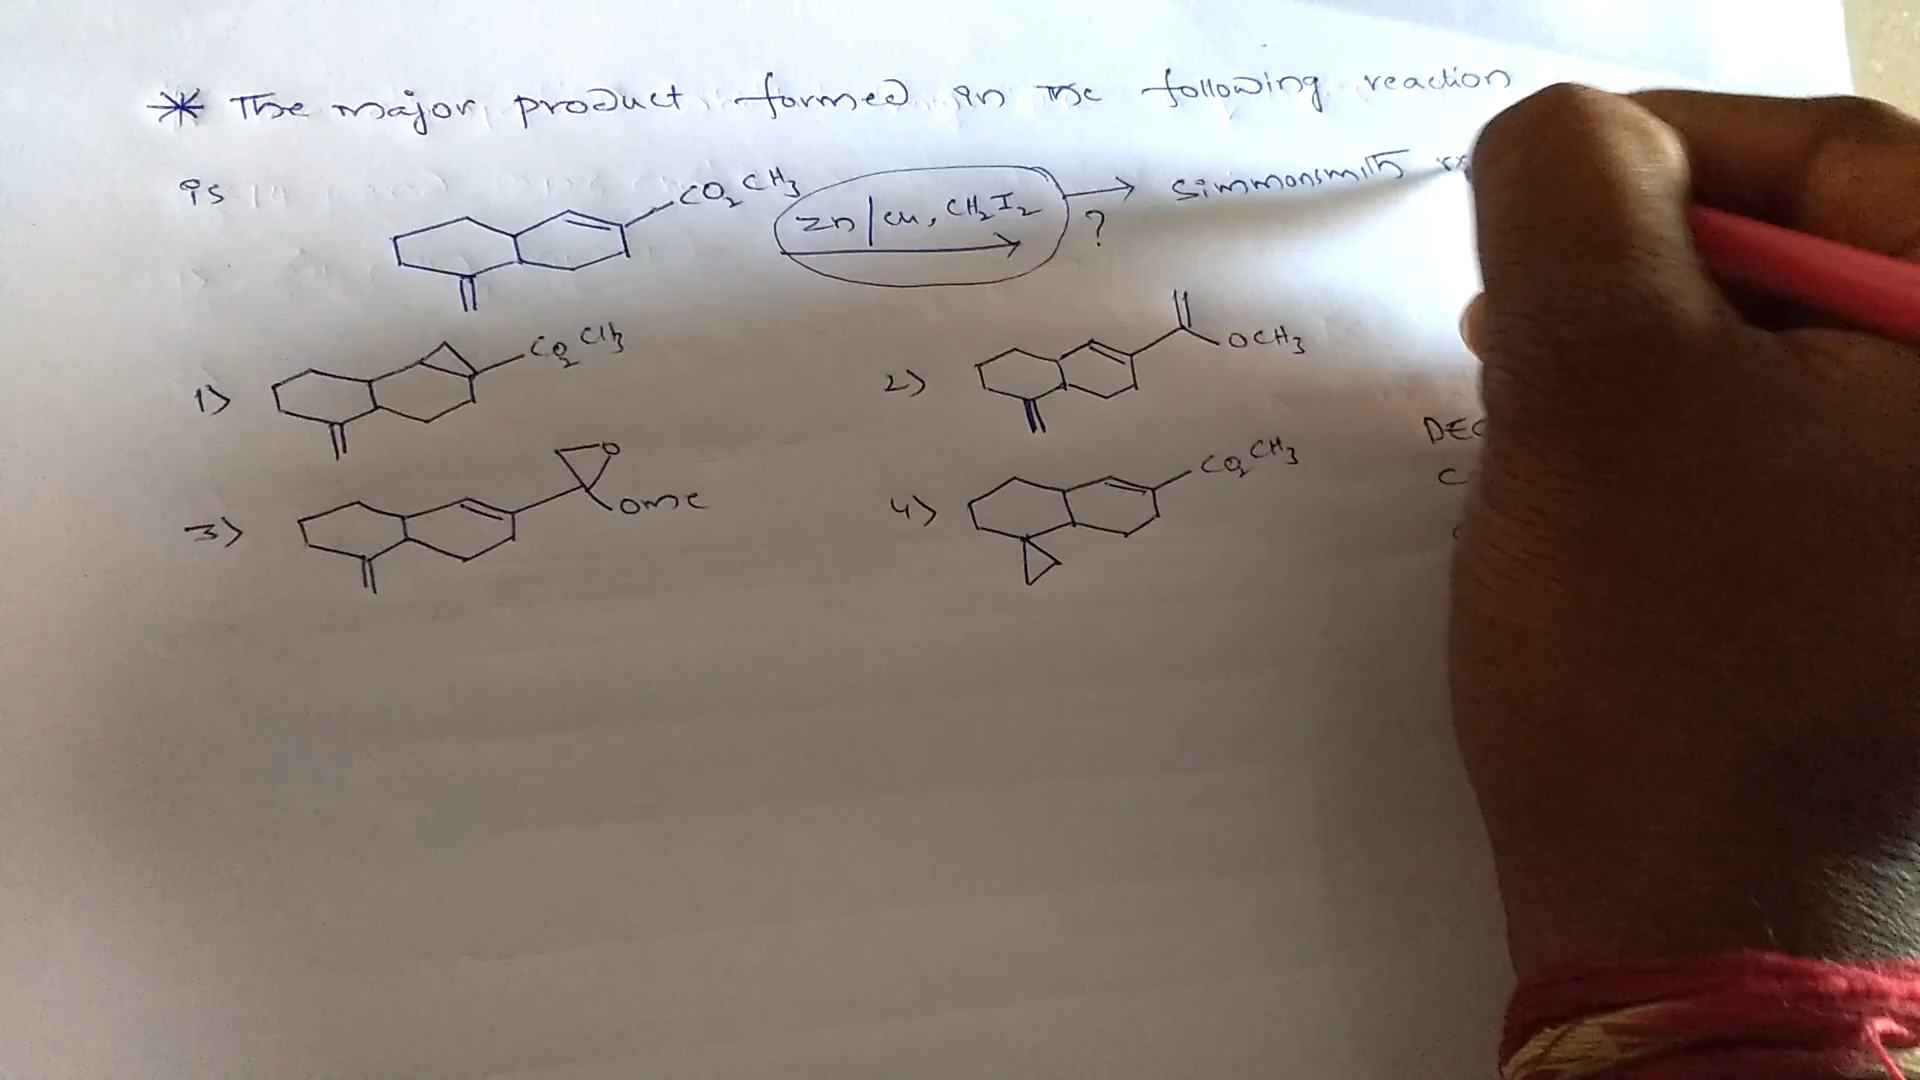 * The major product formed in the following reaction
is
CO₂CH₃
Zn/Cu, CH₂I₂
?
Simmonsmith
1) CO₂CH₃
2) OCH₃
3) O OMe
4) CO₂CH₃
DEC